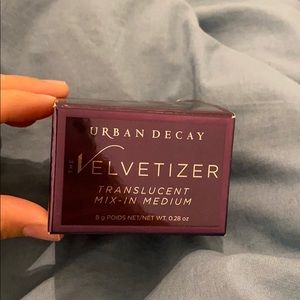 URBAN DECAY
THE VELVETIZER
TRANSLUCENT
MIX-IN MEDIUM
8 g POIDS NET/NET WT. 0.28 oz